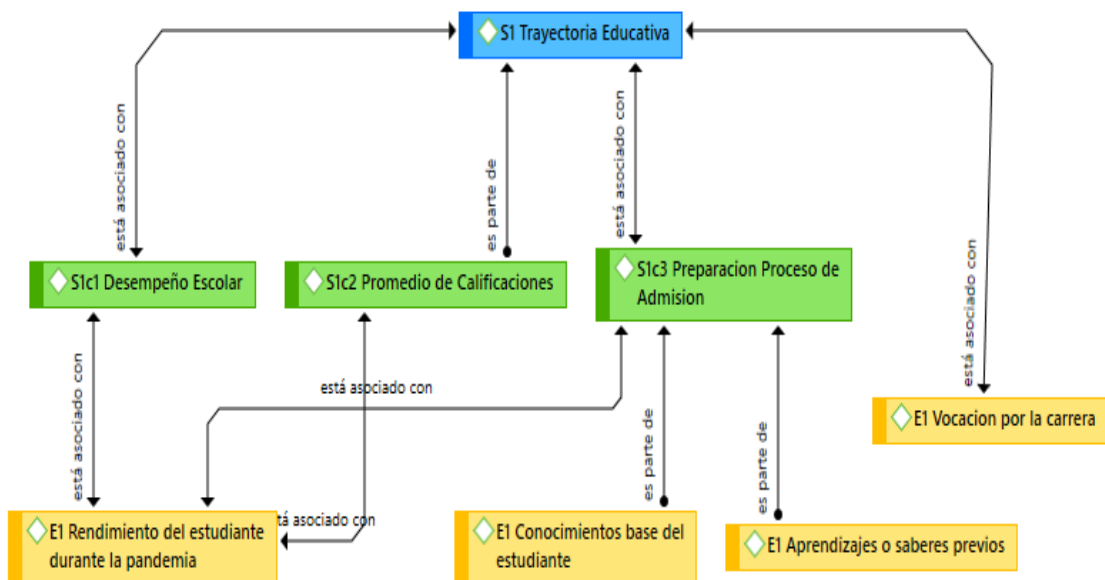 S1 Trayectoria Educativa
está asociado con
es parte de
está asociado con
está asociado con
S1c1 Desempeño Escolar
S1c2 Promedio de Calificaciones
S1c3 Preparacion Proceso de
Admision
está asociado con
está asociado con
es parte de
es parte de
E1 Vocacion por la carrera
E1 Rendimiento del estudiante
durante la pandemia
tá asociado con
E1 Conocimientos base del
estudiante
E1 Aprendizajes o saberes previos